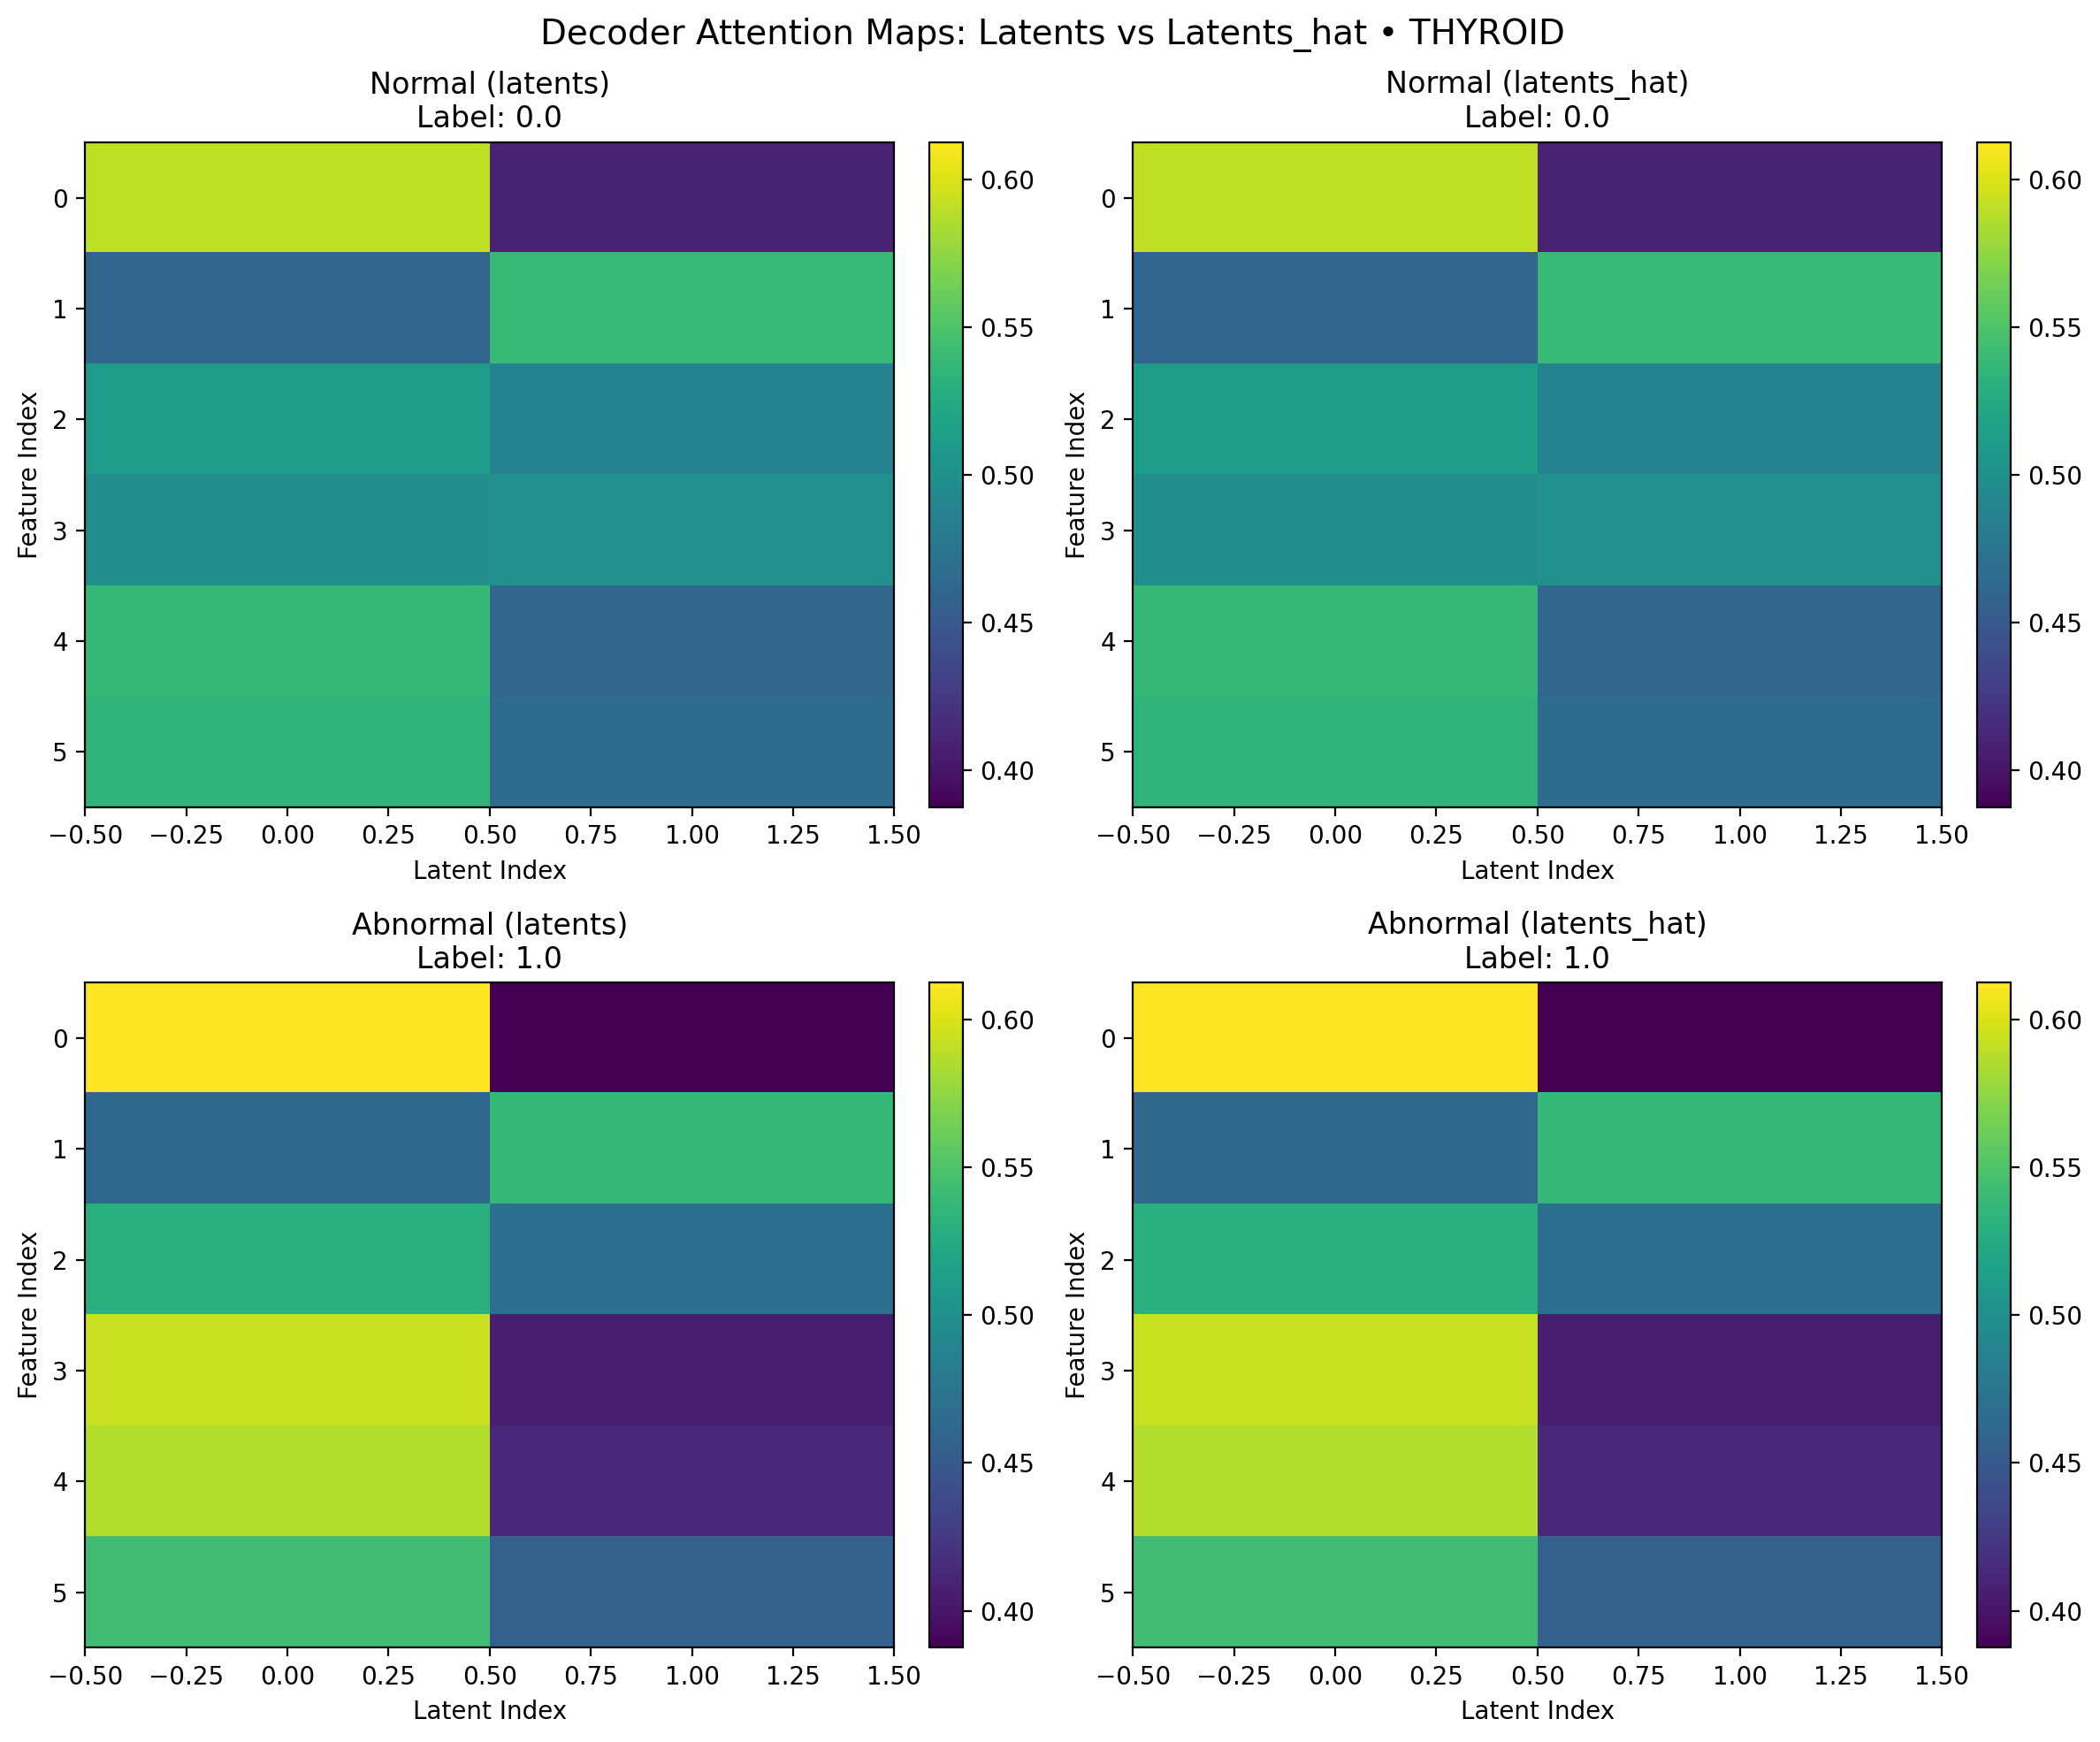 Decoder Attention Maps: Latents vs Latents_hat • THYROID
Normal (latents)
Label: 0.0
Feature Index
0
1
2
3
4
5
−0.50 −0.25 0.00 0.25 0.50 0.75 1.00 1.25 1.50
Latent Index
0.60
0.55
0.50
0.45
0.40
Normal (latents_hat)
Label: 0.0
Feature Index
0
1
2
3
4
5
−0.50 −0.25 0.00 0.25 0.50 0.75 1.00 1.25 1.50
Latent Index
0.60
0.55
0.50
0.45
0.40
Abnormal (latents)
Label: 1.0
Feature Index
0
1
2
3
4
5
−0.50 −0.25 0.00 0.25 0.50 0.75 1.00 1.25 1.50
Latent Index
0.60
0.55
0.50
0.45
0.40
Abnormal (latents_hat)
Label: 1.0
Feature Index
0
1
2
3
4
5
−0.50 −0.25 0.00 0.25 0.50 0.75 1.00 1.25 1.50
Latent Index
0.60
0.55
0.50
0.45
0.40